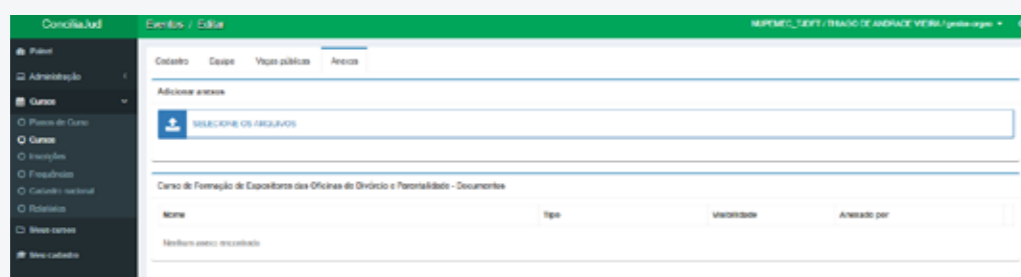 ConciliaJud
Eventos / Editar
NUPEMEC_TJDFT / THIAGO DE ANDRADE VIEIRA / gestor-orgao
Painel
Administração
Cursos
Planos de Curso
Cursos
Inscrições
Frequências
Cadastro nacional
Relatórios
Meus cursos
Meu cadastro
Cadastro Equipe Vagas públicas Anexos
Adicionar anexos
SELECIONE OS ARQUIVOS
Curso de Formação de Expositores das Oficinas de Divórcio e Parentalidade - Documentos
Nome Tipo Visibilidade Anexado por
Nenhum anexo encontrado